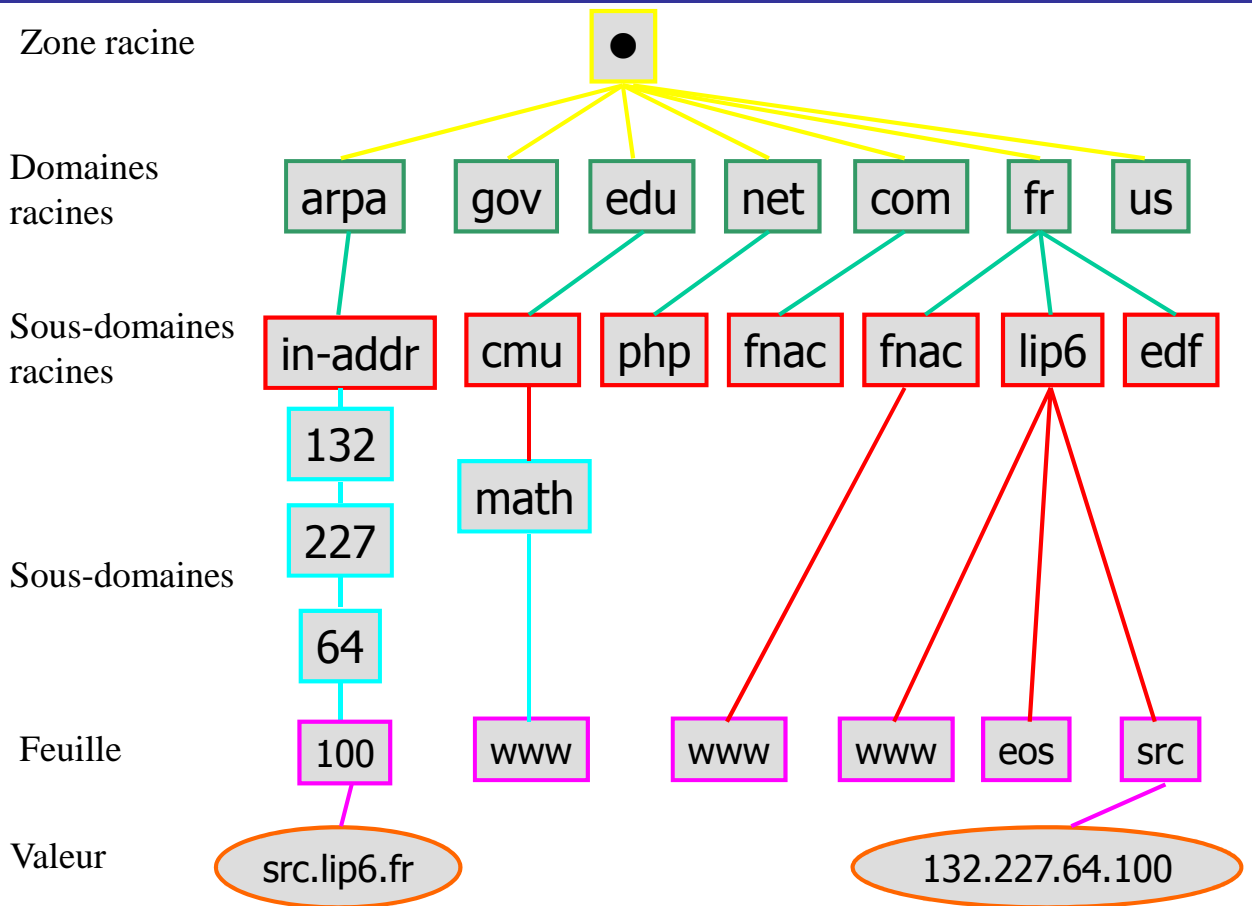 Zone racine
●
Domaines
racines
arpa gov edu net com fr us
Sous-domaines
racines
in-addr cmu php fnac fnac lip6 edf
132
math
227
Sous-domaines
64
Feuille
100 www www www eos src
Valeur
src.lip6.fr 132.227.64.100